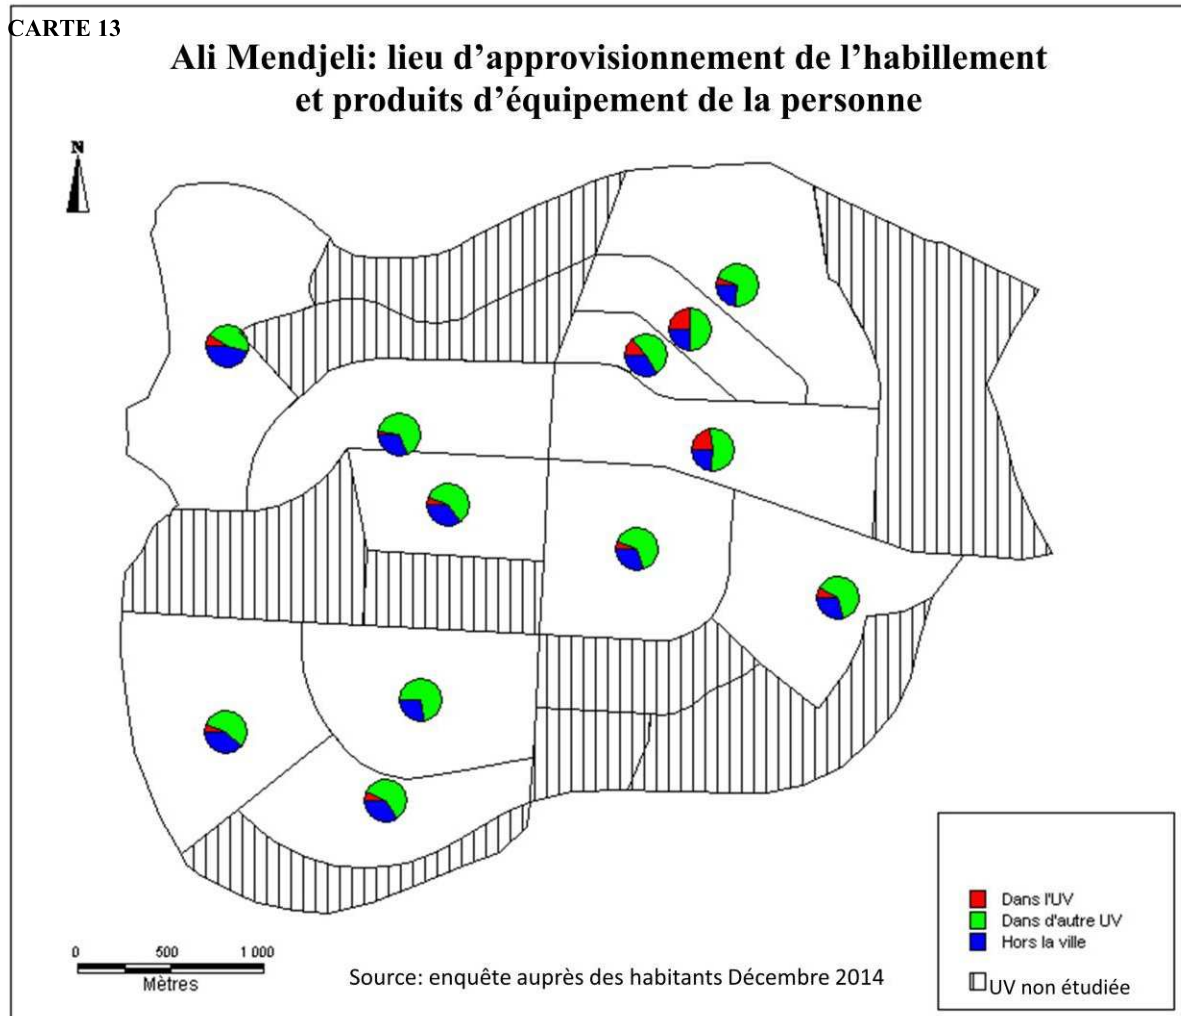 CARTE 13
Ali Mendjeli: lieu d’approvisionnement de l’habillement
et produits d’équipement de la personne
N
Dans l'UV
Dans d'autre UV
Hors la ville
UV non étudiée
0 500 1 000
Mètres
Source: enquête auprès des habitants Décembre 2014